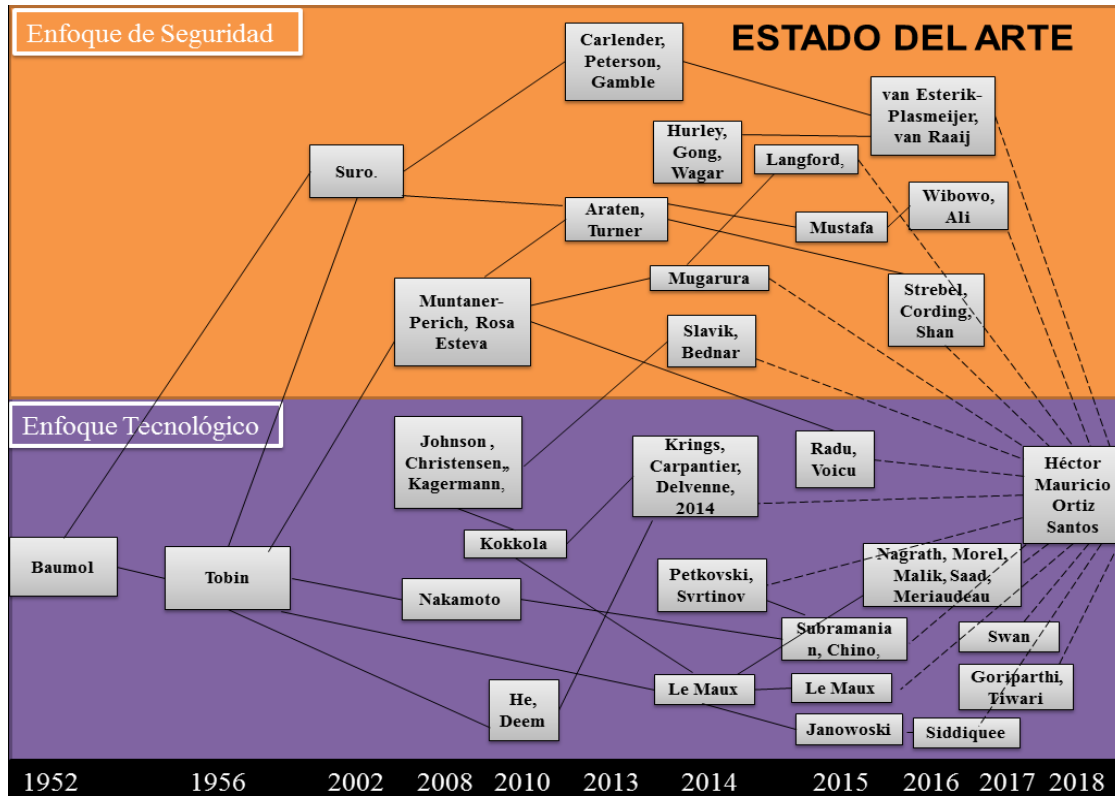 Enfoque de Seguridad
ESTADO DEL ARTE
Carlender,
Peterson,
Gamble
van Esterik-
Plasmeijer,
van Raaij
Hurley,
Gong,
Wagar
Langford,
Suro.
Wibowo,
Ali
Araten,
Turner
Mustafa
Mugarura
Muntaner-
Perich, Rosa
Esteva
Strebel,
Cording,
Shan
Slavik,
Bednar
Enfoque Tecnológico
Johnson ,
Christensen,,
Kagermann,
Krings,
Carpantier,
Delvenne,
2014
Radu,
Voicu
Héctor
Mauricio
Ortiz
Santos
Kokkola
Baumol
Tobin
Nagrath, Morel,
Malik, Saad,
Meriaudeau
Petkovski,
Svrtinov
Nakamoto
Subramania
n, Chino,
Swan
Le Maux
Le Maux
Goriparthi,
Tiwari
He,
Deem
Janowoski
Siddiquee
1952 1956 2002 2008 2010 2013 2014 2015 2016 2017 2018